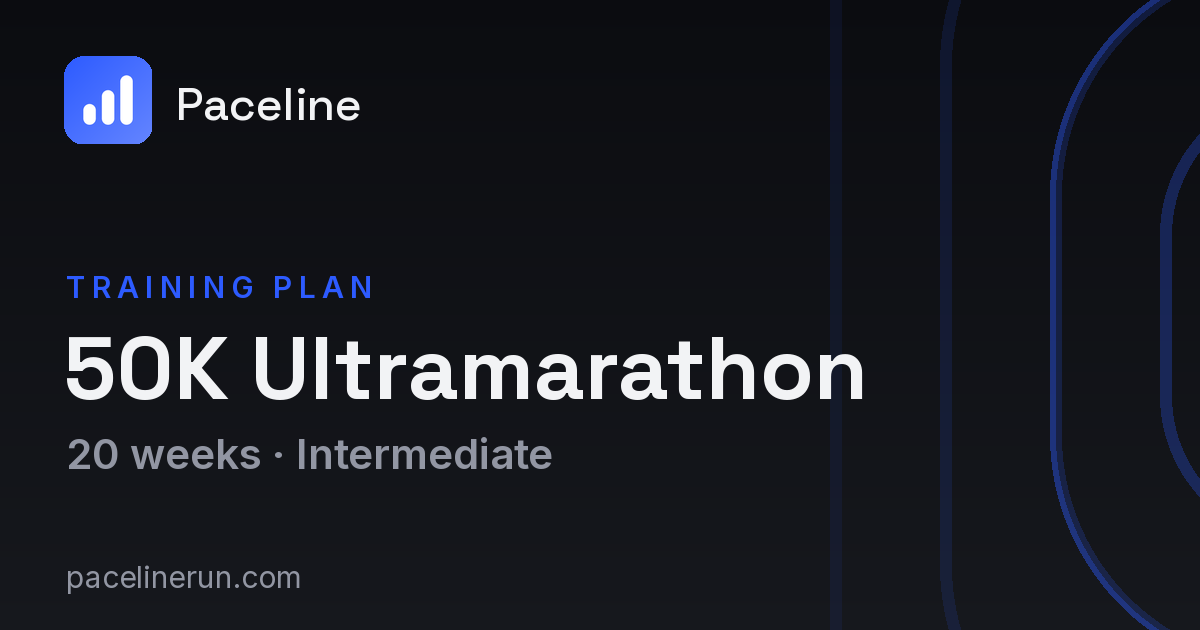 Paceline
TRAINING PLAN
50K Ultramarathon
20 weeks · Intermediate
pacelinerun.com